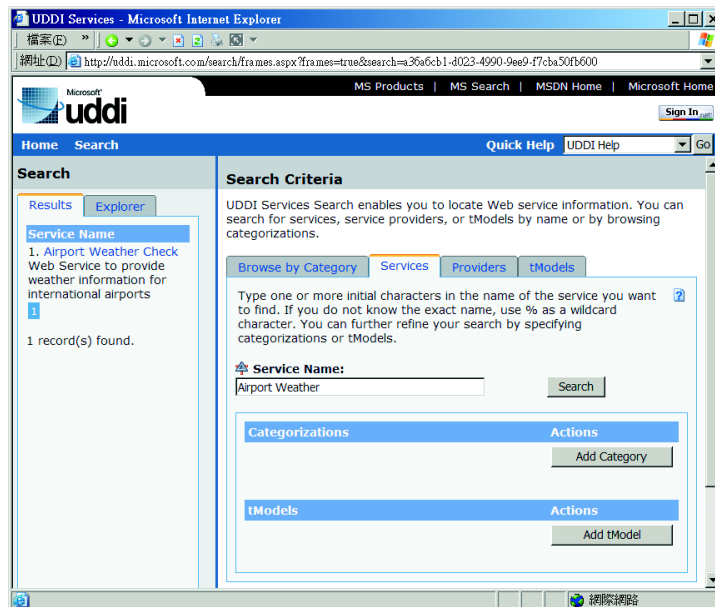 UDDI Services - Microsoft Internet Explorer
檔案(F) »
網址(D) http://uddi.microsoft.com/search/frames.aspx?frames=true&search=a36a6cb1-d023-4990-9ee9-f7cba50fb600
MS Products | MS Search | MSDN Home | Microsoft Home
Microsoft
uddi
Sign In .net
Home Search
Quick Help UDDI Help Go
Search
Results Explorer
Service Name
1. Airport Weather Check
Web Service to provide
weather information for
international airports
1
1 record(s) found.
Search Criteria
UDDI Services Search enables you to locate Web service information. You can
search for services, service providers, or tModels by name or by browsing
categorizations.
Browse by Category Services Providers tModels
Type one or more initial characters in the name of the service you want
to find. If you do not know the exact name, use % as a wildcard
character. You can further refine your search by specifying
categorizations or tModels.
Service Name:
Airport Weather Search
Categorizations Actions
Add Category
tModels Actions
Add tModel
網際網路